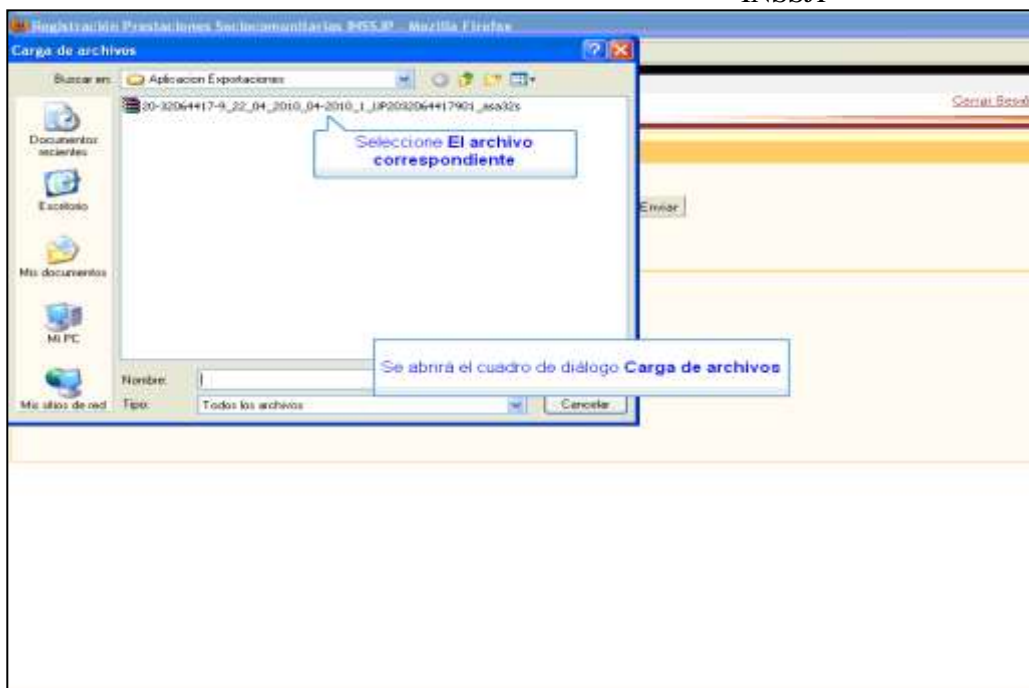 INSSJP
Registración Prestaciones Sociocomunitarias INSSJP - Mozilla Firefox
Carga de archivos
Buscar en:
Aplicacion Exportaciones
Cerrar
20-32064417-9_22_04_2010_04-2010_1_UP2032064417901_asa32s
Documentos recientes
Seleccione El archivo
correspondiente
Escritorio
Enviar
Mis documentos
Mi PC
Se abrirá el cuadro de diálogo Carga de archivos
Nombre:
Mis sitios de red
Tipo:
Todos los archivos
Cancelar